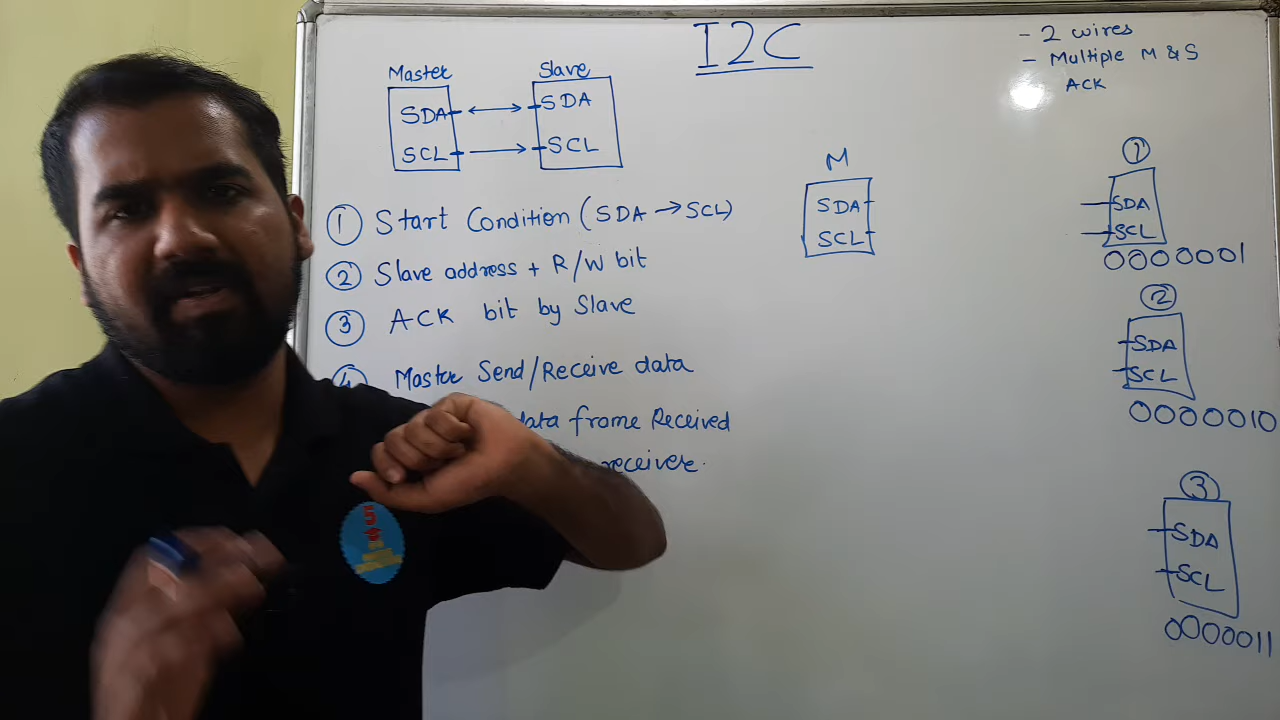 I2C
- 2 wires
- Multiple M & S
ACK
Master
SDA
SCL
Slave
SDA
SCL
① Start Condition (SDA → SCL)
② Slave address + R/W bit
③ ACK bit by Slave
④ Master Send/Receive data
data frame Received
receiver.
M
SDA
SCL
①
SDA
SCL
0000001
②
SDA
SCL
0000010
③
SDA
SCL
0000011
5